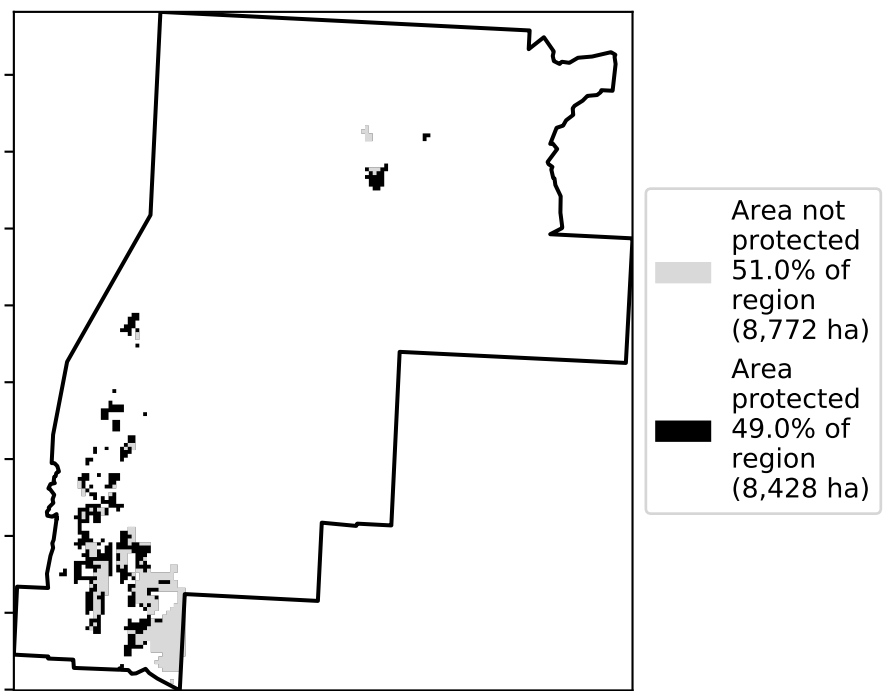 Area not
protected
51.0% of
region
(8,772 ha)
Area
protected
49.0% of
region
(8,428 ha)